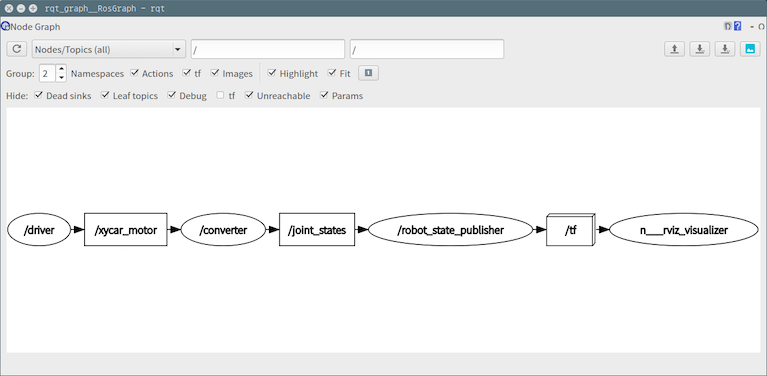 rqt_graph__RosGraph - rqt
Node Graph
D ? - O
Nodes/Topics (all) / /
Group: 2 Namespaces Actions tf Images Highlight Fit
Hide: Dead sinks Leaf topics Debug tf Unreachable Params
/driver /xycar_motor /converter /joint_states /robot_state_publisher /tf n___rviz_visualizer